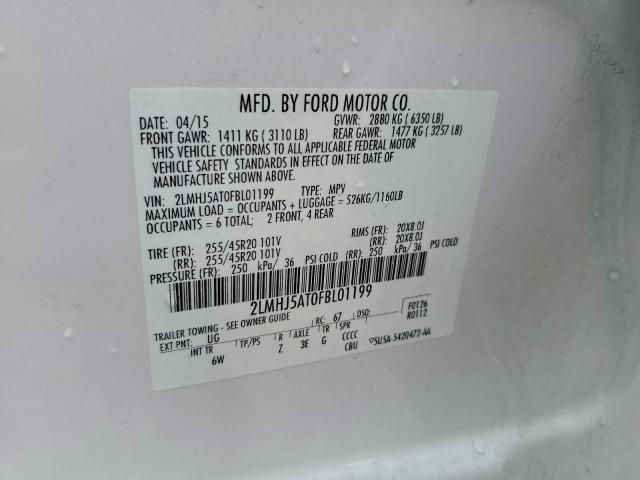 MFD. BY FORD MOTOR CO.
DATE: 04/15 GVWR: 2880 KG ( 6350 LB)
FRONT GAWR: 1411 KG ( 3110 LB) REAR GAWR: 1477 KG ( 3257 LB)
THIS VEHICLE CONFORMS TO ALL APPLICABLE FEDERAL MOTOR
VEHICLE SAFETY STANDARDS IN EFFECT ON THE DATE OF
MANUFACTURE SHOWN ABOVE.
VIN: 2LMHJ5AT0FBL01199 TYPE: MPV
MAXIMUM LOAD = OCCUPANTS + LUGGAGE = 526KG/1160LB
OCCUPANTS = 6 TOTAL; 2 FRONT, 4 REAR
TIRE (FR): 255/45R20 101V RIMS (FR): 20X8.0J
(RR): 255/45R20 101V (RR): 20X8.0J
PRESSURE (FR): 250 kPa/ 36 PSI COLD (RR): 250 kPa/ 36 PSI COLD
2LMHJ5AT0FBL01199
TRAILER TOWING - SEE OWNER GUIDE F0126
EXT PNT: UG RC: 67 DSO: R0112
INT TR TP/PS R AXLE TR SPR
6W Z 3E G CCCC
CBU 5U5A-5420472-AA